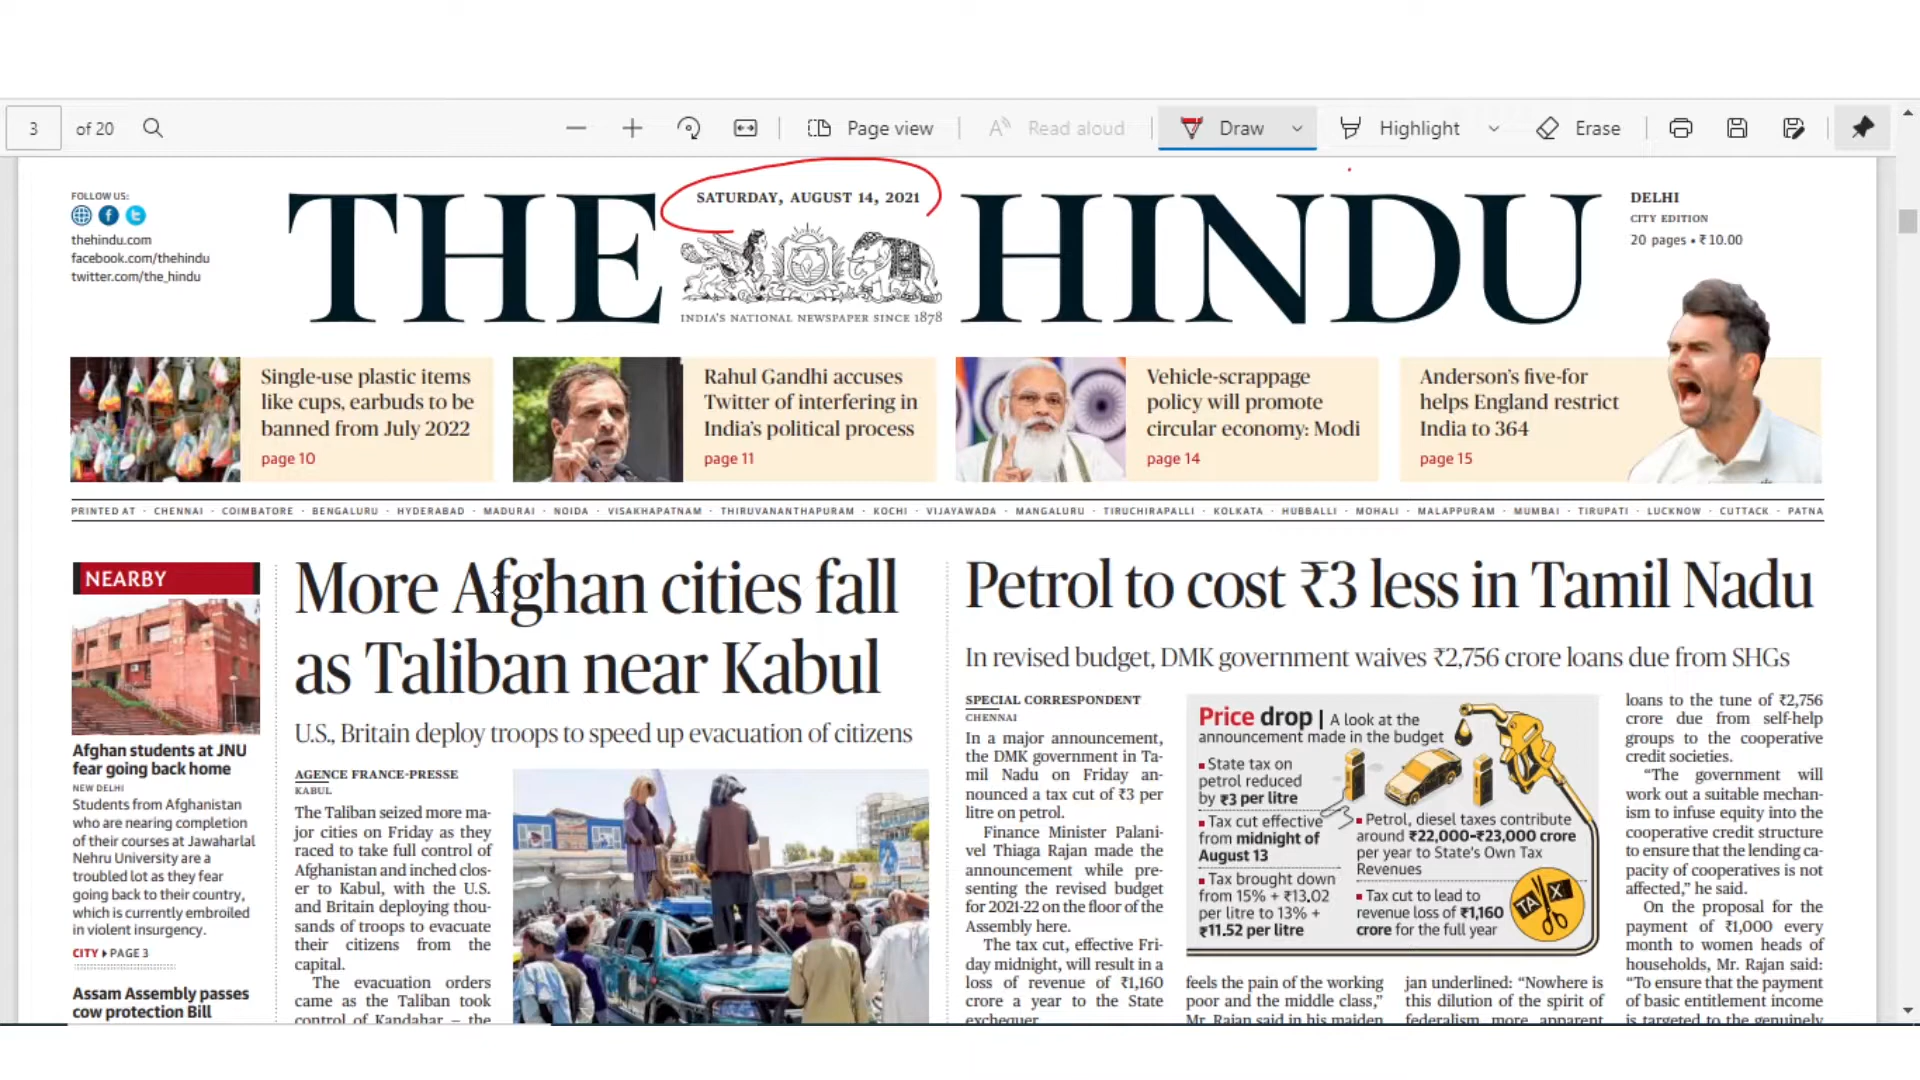 3 of 20 Page view Read aloud Draw Highlight Erase
FOLLOW US:
thehindu.com
facebook.com/thehindu
twitter.com/the_hindu
THE HINDU
SATURDAY, AUGUST 14, 2021
INDIA'S NATIONAL NEWSPAPER SINCE 1878
DELHI
CITY EDITION
20 pages • ₹10.00
Single-use plastic items
like cups, earbuds to be
banned from July 2022
page 10
Rahul Gandhi accuses
Twitter of interfering in
India's political process
page 11
Vehicle-scrappage
policy will promote
circular economy: Modi
page 14
Anderson's five-for
helps England restrict
India to 364
page 15
PRINTED AT · CHENNAI · COIMBATORE · BENGALURU · HYDERABAD · MADURAI · NOIDA · VISAKHAPATNAM · THIRUVANANTHAPURAM · KOCHI · VIJAYAWADA · MANGALURU · TIRUCHIRAPALLI · KOLKATA · HUBBALLI · MOHALI · MALAPPURAM · MUMBAI · TIRUPATI · LUCKNOW · CUTTACK · PATNA
NEARBY
Afghan students at JNU
fear going back home
NEW DELHI
Students from Afghanistan
who are nearing completion
of their courses at Jawaharlal
Nehru University are a
troubled lot as they fear
going back to their country,
which is currently embroiled
in violent insurgency.
CITY PAGE 3
Assam Assembly passes
cow protection Bill
More Afghan cities fall
as Taliban near Kabul
U.S., Britain deploy troops to speed up evacuation of citizens
AGENCE FRANCE-PRESSE
KABUL
The Taliban seized more ma-
jor cities on Friday as they
raced to take full control of
Afghanistan and inched clos-
er to Kabul, with the U.S.
and Britain deploying thou-
sands of troops to evacuate
their citizens from the
capital.
The evacuation orders
came as the Taliban took
control of Kandahar – the
Petrol to cost ₹3 less in Tamil Nadu
In revised budget, DMK government waives ₹2,756 crore loans due from SHGs
SPECIAL CORRESPONDENT
CHENNAI
In a major announcement,
the DMK government in Ta-
mil Nadu on Friday an-
nounced a tax cut of ₹3 per
litre on petrol.
Finance Minister Palani-
vel Thiaga Rajan made the
announcement while pre-
senting the revised budget
for 2021-22 on the floor of the
Assembly here.
The tax cut, effective Fri-
day midnight, will result in a
loss of revenue of ₹1,160
crore a year to the State
exchequer.
Price drop | A look at the
announcement made in the budget
State tax on
petrol reduced
by ₹3 per litre
Tax cut effective
from midnight of
August 13
Tax brought down
from 15% + ₹13.02
per litre to 13% +
₹11.52 per litre
Petrol, diesel taxes contribute
around ₹22,000-₹23,000 crore
per year to State's Own Tax
Revenues
Tax cut to lead to
revenue loss of ₹1,160
crore for the full year
TAX
feels the pain of the working
poor and the middle class,"
Mr. Rajan said in his maiden
jan underlined: "Nowhere is
this dilution of the spirit of
federalism more apparent
loans to the tune of ₹2,756
crore due from self-help
groups to the cooperative
credit societies.
"The government will
work out a suitable mechan-
ism to infuse equity into the
cooperative credit structure
to ensure that the lending ca-
pacity of cooperatives is not
affected," he said.
On the proposal for the
payment of ₹1,000 every
month to women heads of
households, Mr. Rajan said:
"To ensure that the payment
of basic entitlement income
is targeted to the genuinely